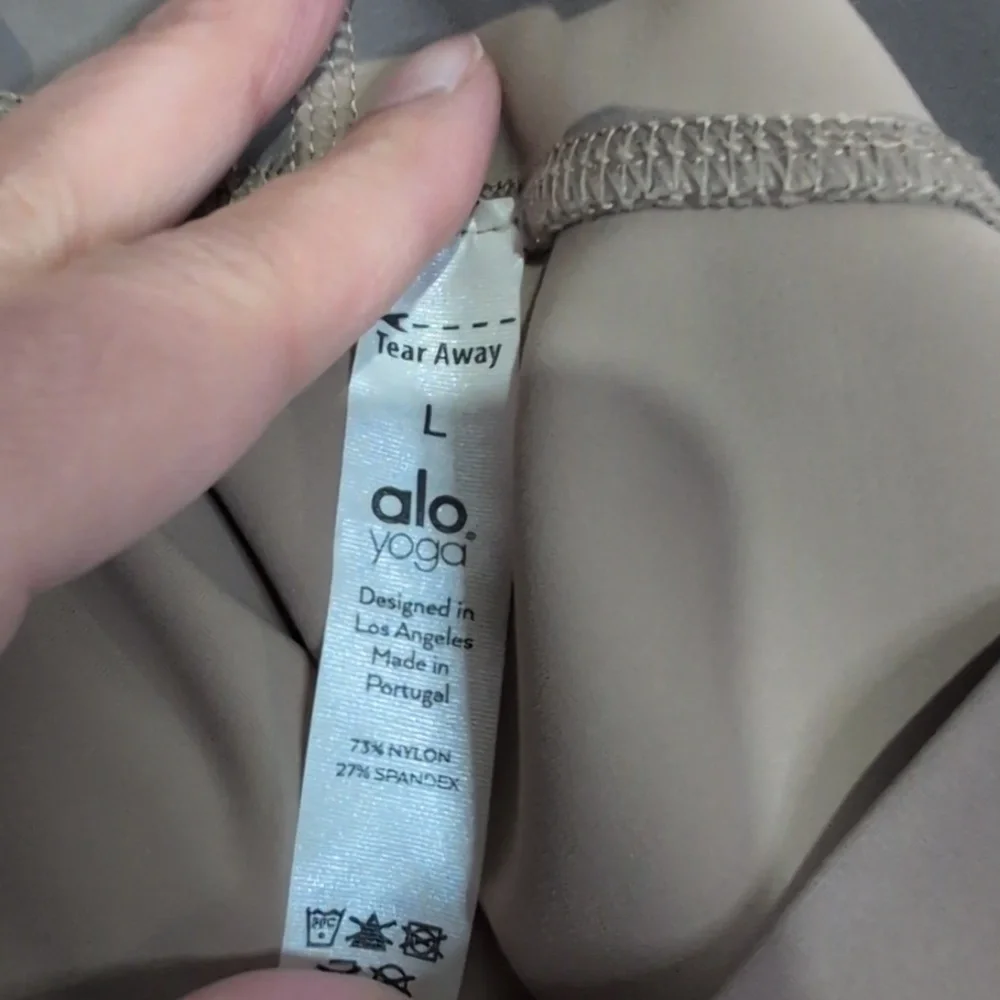 Tear Away
L
alo
yoga®
Designed in
Los Angeles
Made in
Portugal
73% NYLON
27% SPANDEX